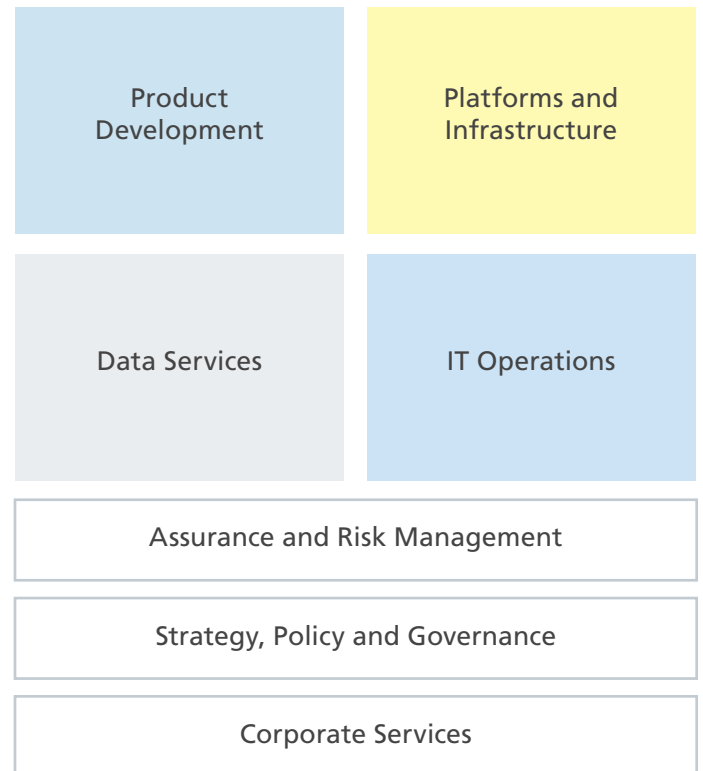 Product
Development
Platforms and
Infrastructure
Data Services
IT Operations
Assurance and Risk Management
Strategy, Policy and Governance
Corporate Services